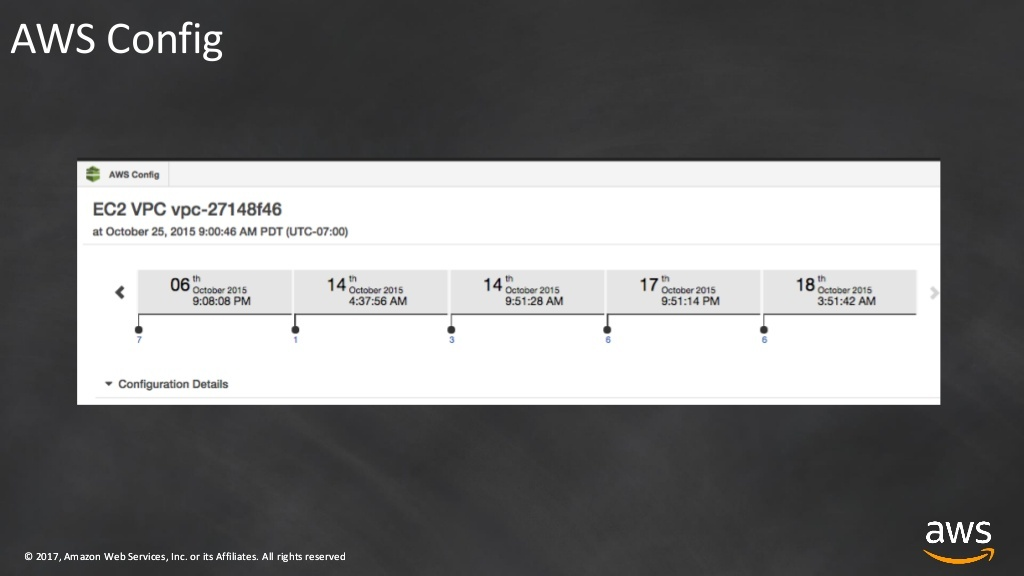 AWS Config
AWS Config
EC2 VPC vpc-27148f46
at October 25, 2015 9:00:46 AM PDT (UTC-07:00)
06 th October 2015 9:08:08 PM
14 th October 2015 4:37:56 AM
14 th October 2015 9:51:28 AM
17 th October 2015 9:51:14 PM
18 th October 2015 3:51:42 AM
7 1 3 6 6
Configuration Details
© 2017, Amazon Web Services, Inc. or its Affiliates. All rights reserved
aws